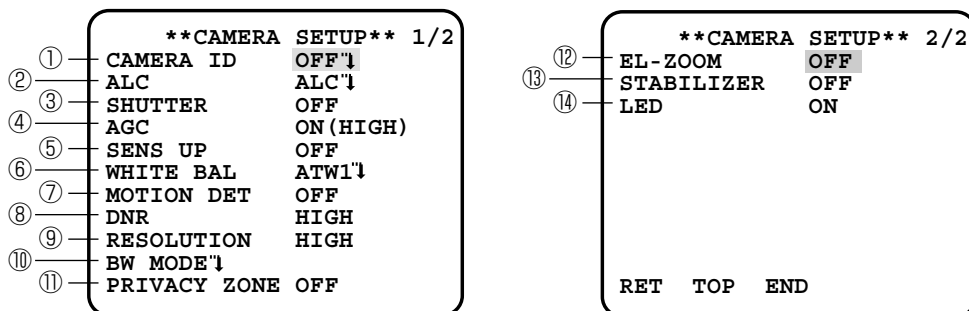 **CAMERA SETUP** 1/2
① CAMERA ID OFF↵
② ALC ALC↵
③ SHUTTER OFF
④ AGC ON(HIGH)
⑤ SENS UP OFF
⑥ WHITE BAL ATW1↵
⑦ MOTION DET OFF
⑧ DNR HIGH
⑨ RESOLUTION HIGH
⑩ BW MODE↵
⑪ PRIVACY ZONE OFF
**CAMERA SETUP** 2/2
⑫ EL-ZOOM OFF
⑬ STABILIZER OFF
⑭ LED ON
RET TOP END